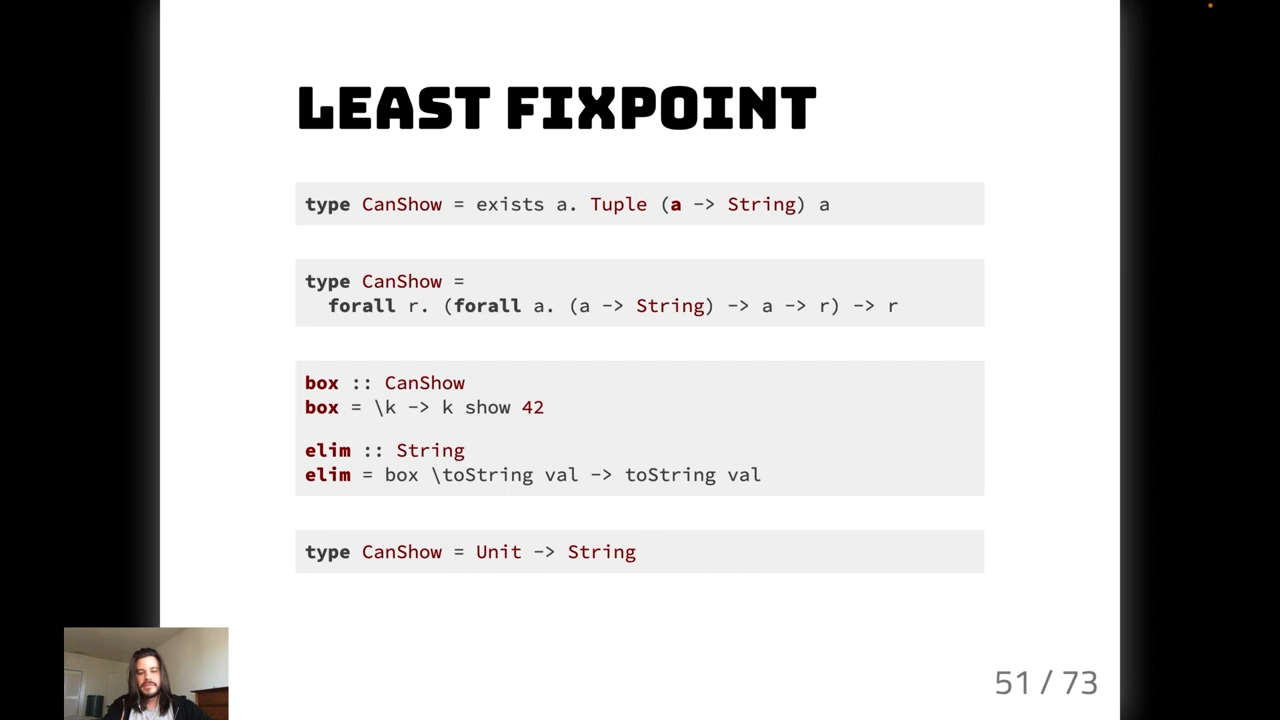 LEAST FIXPOINT
type CanShow = exists a. Tuple (a -> String) a
type CanShow =
forall r. (forall a. (a -> String) -> a -> r) -> r
box :: CanShow
box = \k -> k show 42
elim :: String
elim = box \toString val -> toString val
type CanShow = Unit -> String
51 / 73